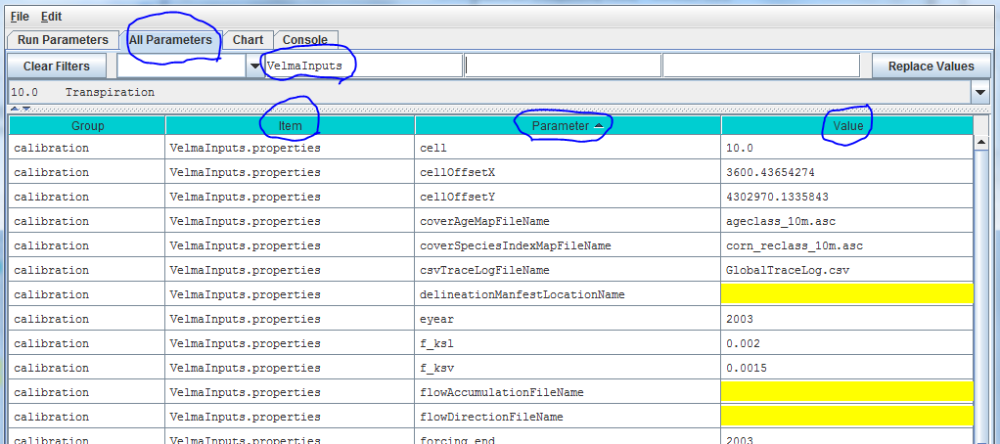 File Edit
Run Parameters All Parameters Chart Console
Clear Filters VelmaInputs Replace Values
10.0 Transpiration
Group Item Parameter Value
calibration VelmaInputs.properties cell 10.0
calibration VelmaInputs.properties cellOffsetX 3600.43654274
calibration VelmaInputs.properties cellOffsetY 4302970.1335843
calibration VelmaInputs.properties coverAgeMapFileName ageclass_10m.asc
calibration VelmaInputs.properties coverSpeciesIndexMapFileName corn_reclass_10m.asc
calibration VelmaInputs.properties csvTraceLogFileName GlobalTraceLog.csv
calibration VelmaInputs.properties delineationManfestLocationName
calibration VelmaInputs.properties eyear 2003
calibration VelmaInputs.properties f_ksl 0.002
calibration VelmaInputs.properties f_ksv 0.0015
calibration VelmaInputs.properties flowAccumulationFileName
calibration VelmaInputs.properties flowDirectionFileName
calibration VelmaInputs.properties forcing_end 2003